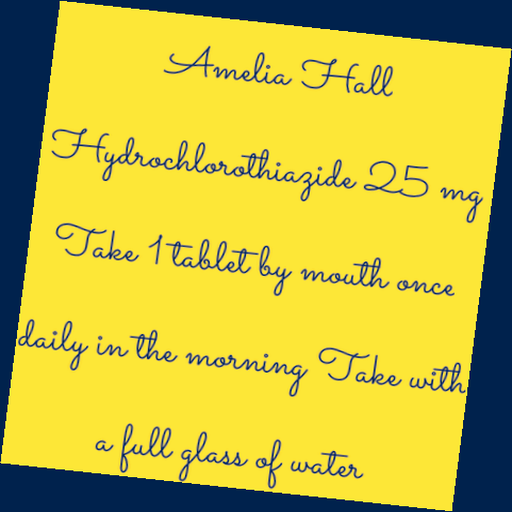 Amelia Hall
Hydrochlorothiazide 25 mg
Take 1 tablet by mouth once
daily in the morning Take with
a full glass of water